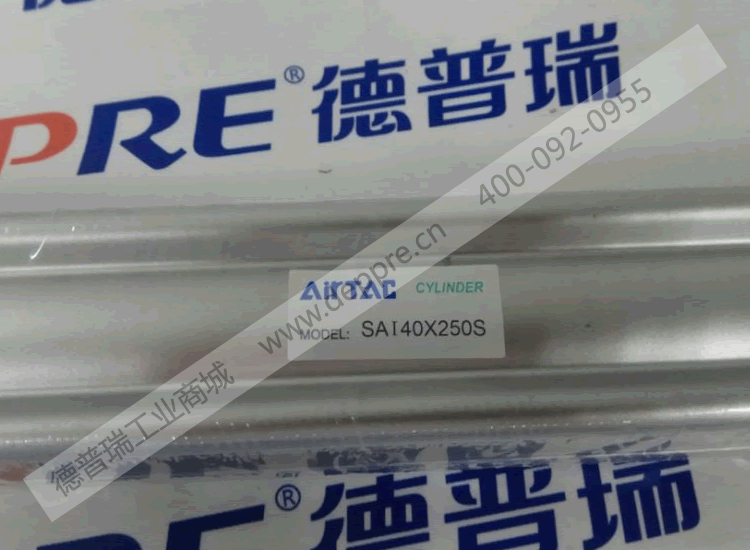 PRE® 德普瑞
AirTAC CYLINDER
MODEL: SAI40X250S
德普瑞工业商城 www.deppre.cn 400-092-0955
® 德普瑞